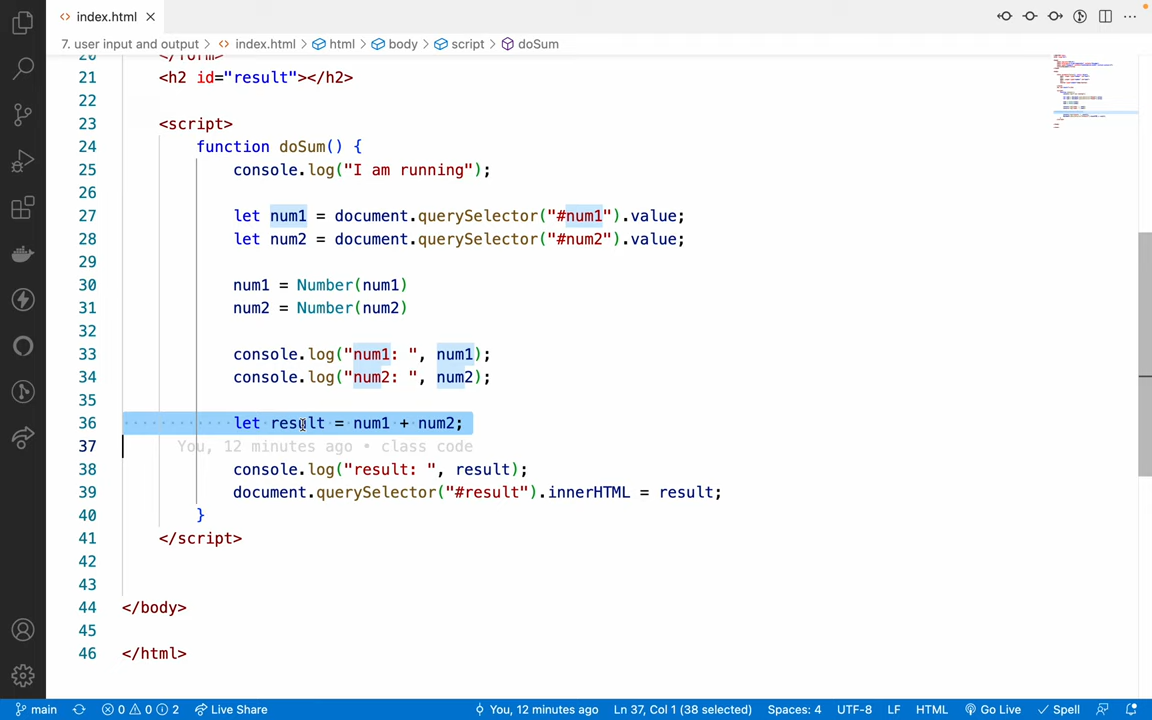 index.html
7. user input and output > index.html > html > body > script > doSum
20 </form>
21 <h2 id="result"></h2>
22
23 <script>
24 function doSum() {
25 console.log("I am running");
26
27 let num1 = document.querySelector("#num1").value;
28 let num2 = document.querySelector("#num2").value;
29
30 num1 = Number(num1)
31 num2 = Number(num2)
32
33 console.log("num1: ", num1);
34 console.log("num2: ", num2);
35
36 let result = num1 + num2;
37 You, 12 minutes ago • class code
38 console.log("result: ", result);
39 document.querySelector("#result").innerHTML = result;
40 }
41 </script>
42
43
44 </body>
45
46 </html>
main 0 0 2 Live Share You, 12 minutes ago Ln 37, Col 1 (38 selected) Spaces: 4 UTF-8 LF HTML Go Live Spell